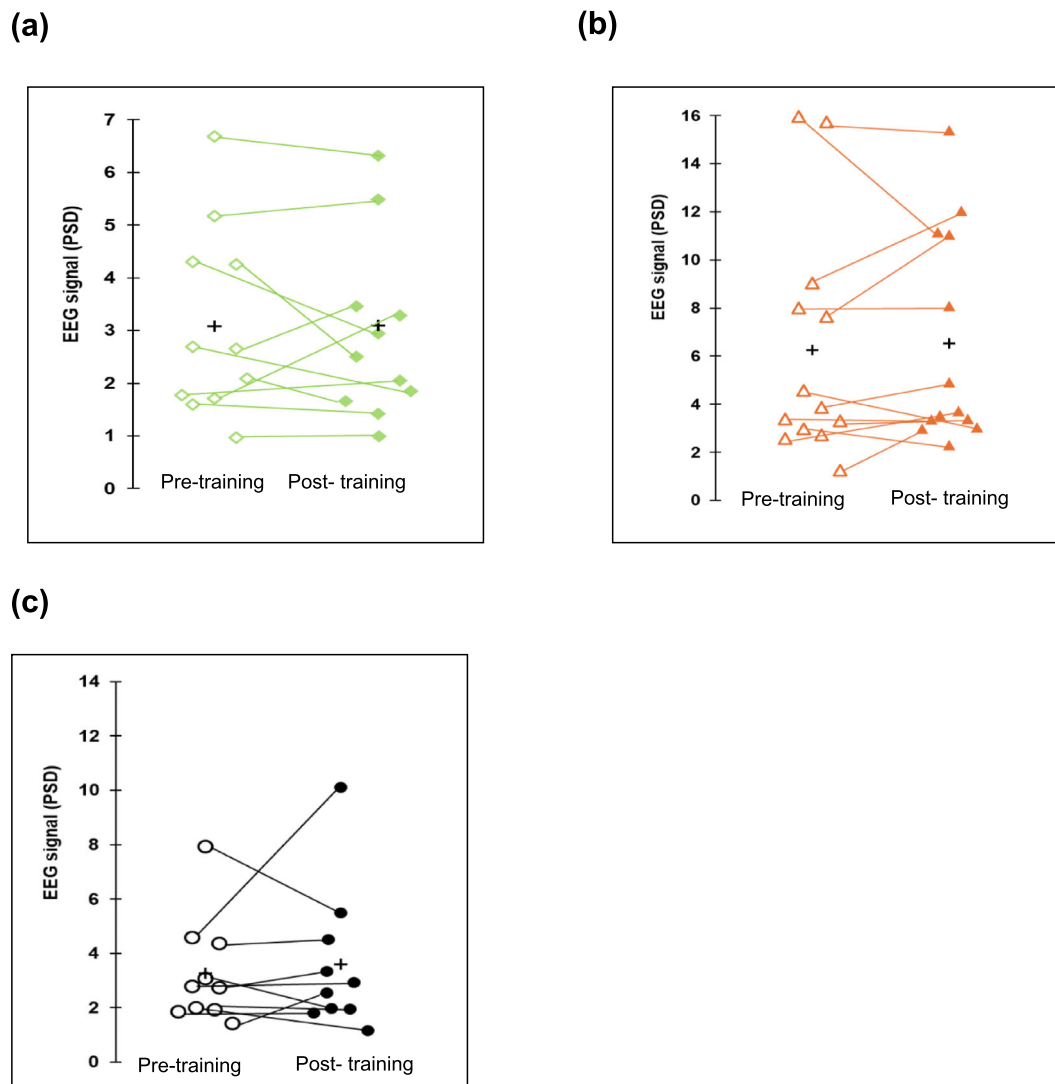 (a)
EEG signal (PSD)
7
6
5
4
3
2
1
0
Pre-training
Post- training
(b)
EEG signal (PSD)
16
14
12
10
8
6
4
2
0
Pre-training
Post- training
(c)
EEG signal (PSD)
14
12
10
8
6
4
2
0
Pre-training
Post- training